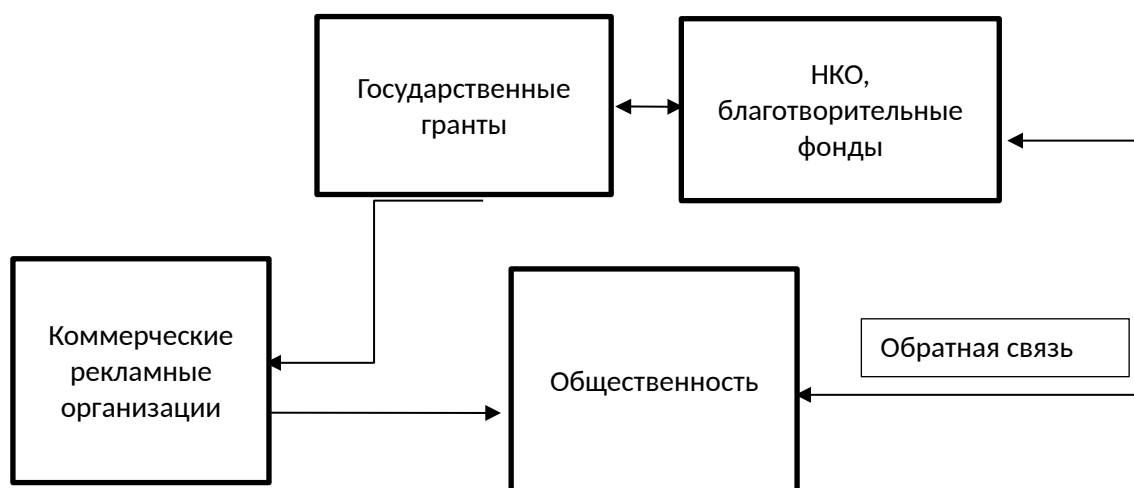 Государственные
гранты
НКО,
благотворительные
фонды
Коммерческие
рекламные
организации
Общественность
Обратная связь